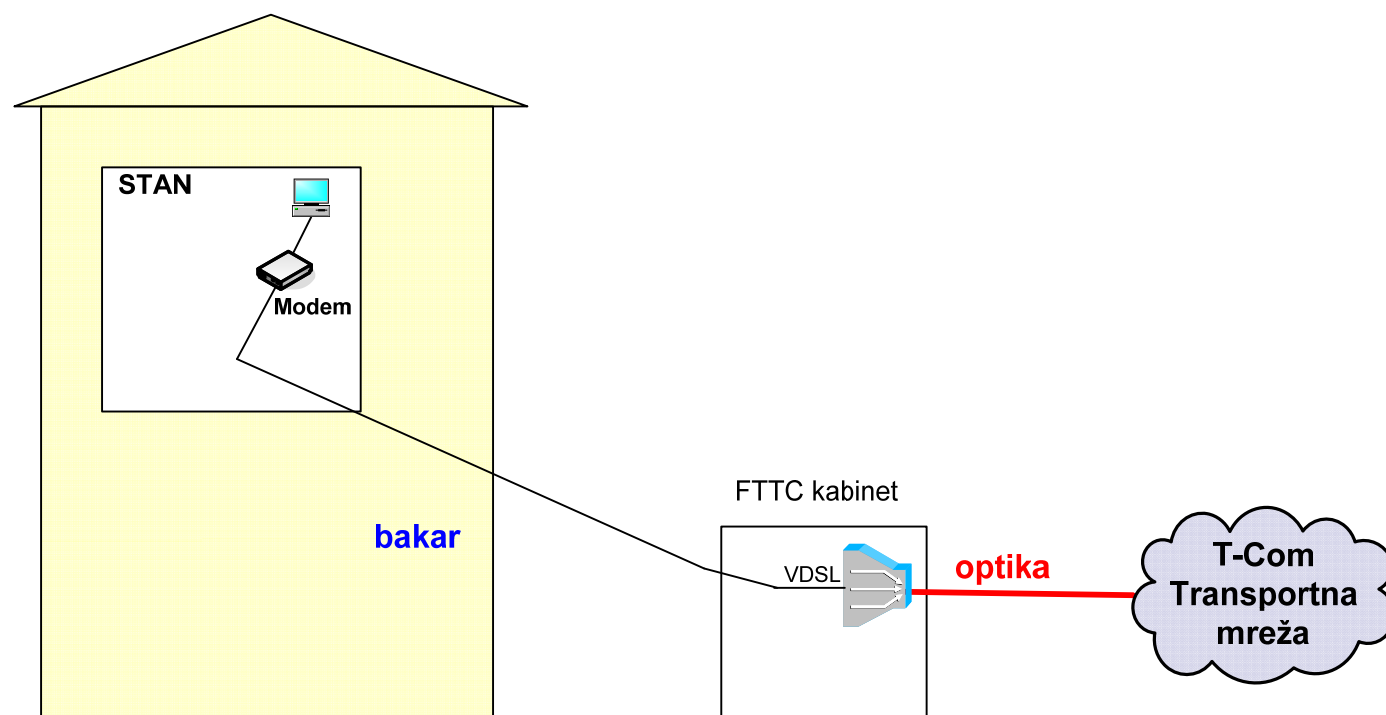 STAN
Modem
bakar
FTTC kabinet
VDSL
optika
T-Com
Transportna
mreža